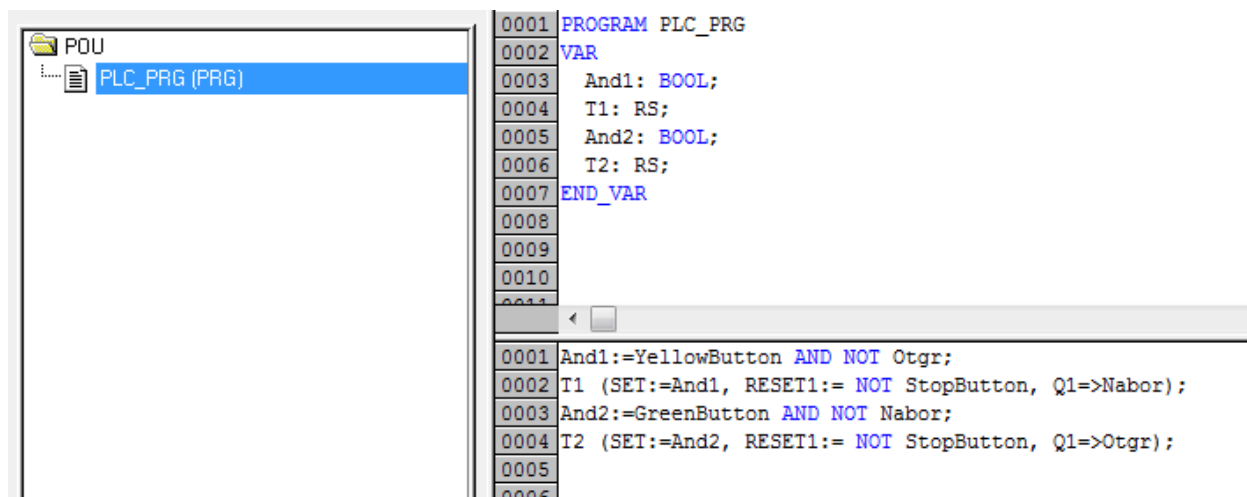 POU
PLC_PRG (PRG)
0001 PROGRAM PLC_PRG
0002 VAR
0003 And1: BOOL;
0004 T1: RS;
0005 And2: BOOL;
0006 T2: RS;
0007 END_VAR
0008
0009
0010
0011
0001 And1:=YellowButton AND NOT Otgr;
0002 T1 (SET:=And1, RESET1:= NOT StopButton, Q1=>Nabor);
0003 And2:=GreenButton AND NOT Nabor;
0004 T2 (SET:=And2, RESET1:= NOT StopButton, Q1=>Otgr);
0005
0006